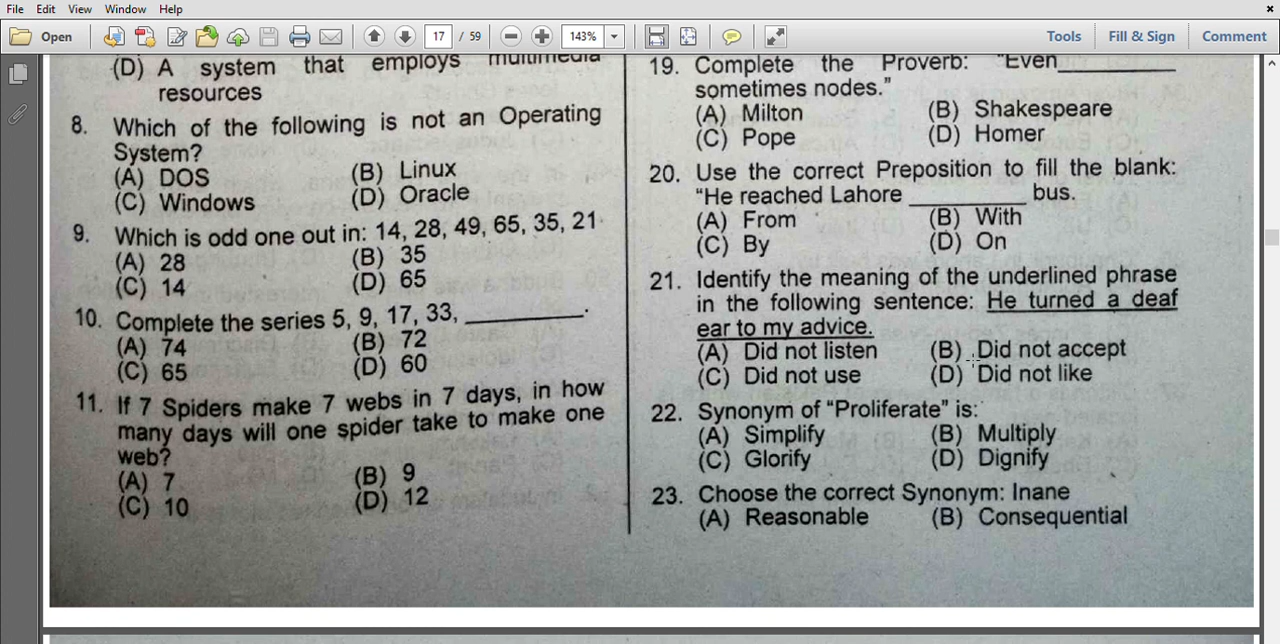 File Edit View Window Help
Open 17 / 59 143% Tools Fill & Sign Comment
(D) A system that employs multimedia
resources
8. Which of the following is not an Operating
System?
(A) DOS (B) Linux
(C) Windows (D) Oracle
9. Which is odd one out in: 14, 28, 49, 65, 35, 21
(A) 28 (B) 35
(C) 14 (D) 65
10. Complete the series 5, 9, 17, 33, __________.
(A) 74 (B) 72
(C) 65 (D) 60
11. If 7 Spiders make 7 webs in 7 days, in how
many days will one spider take to make one
web?
(A) 7 (B) 9
(C) 10 (D) 12
19. Complete the Proverb: "Even__________
sometimes nodes."
(A) Milton (B) Shakespeare
(C) Pope (D) Homer
20. Use the correct Preposition to fill the blank:
"He reached Lahore __________ bus.
(A) From (B) With
(C) By (D) On
21. Identify the meaning of the underlined phrase
in the following sentence: He turned a deaf
ear to my advice.
(A) Did not listen (B) Did not accept
(C) Did not use (D) Did not like
22. Synonym of "Proliferate" is:
(A) Simplify (B) Multiply
(C) Glorify (D) Dignify
23. Choose the correct Synonym: Inane
(A) Reasonable (B) Consequential